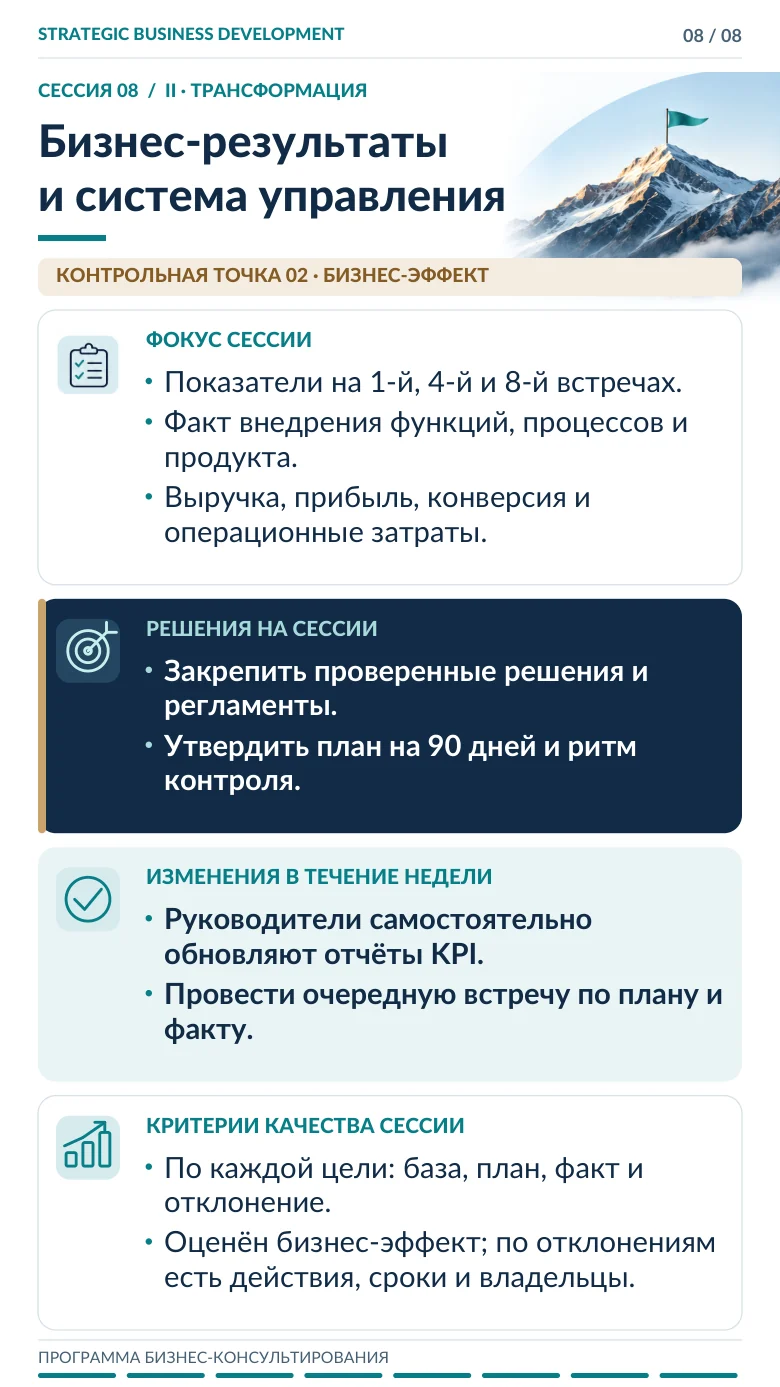 STRATEGIC BUSINESS DEVELOPMENT
08 / 08
СЕССИЯ 08 / II · ТРАНСФОРМАЦИЯ
Бизнес-результаты
и система управления
КОНТРОЛЬНАЯ ТОЧКА 02 · БИЗНЕС-ЭФФЕКТ
ФОКУС СЕССИИ
• Показатели на 1-й, 4-й и 8-й встречах.
• Факт внедрения функций, процессов и
продукта.
• Выручка, прибыль, конверсия и
операционные затраты.
РЕШЕНИЯ НА СЕССИИ
• Закрепить проверенные решения и
регламенты.
• Утвердить план на 90 дней и ритм
контроля.
ИЗМЕНЕНИЯ В ТЕЧЕНИЕ НЕДЕЛИ
• Руководители самостоятельно
обновляют отчёты KPI.
• Провести очередную встречу по плану и
факту.
КРИТЕРИИ КАЧЕСТВА СЕССИИ
• По каждой цели: база, план, факт и
отклонение.
• Оценён бизнес-эффект; по отклонениям
есть действия, сроки и владельцы.
ПРОГРАММА БИЗНЕС-КОНСУЛЬТИРОВАНИЯ